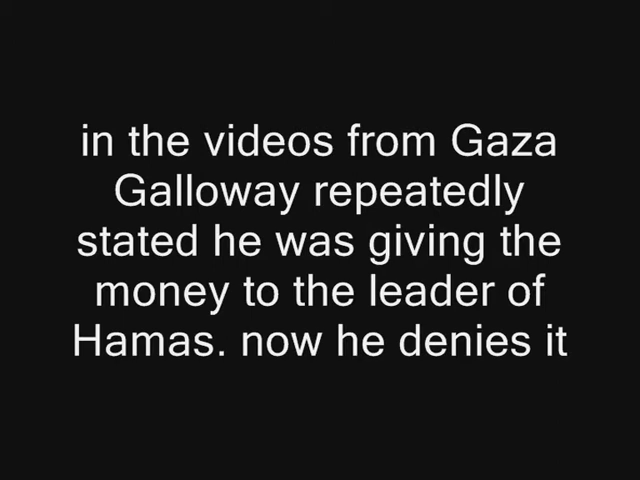 in the videos from Gaza
Galloway repeatedly
stated he was giving the
money to the leader of
Hamas. now he denies it